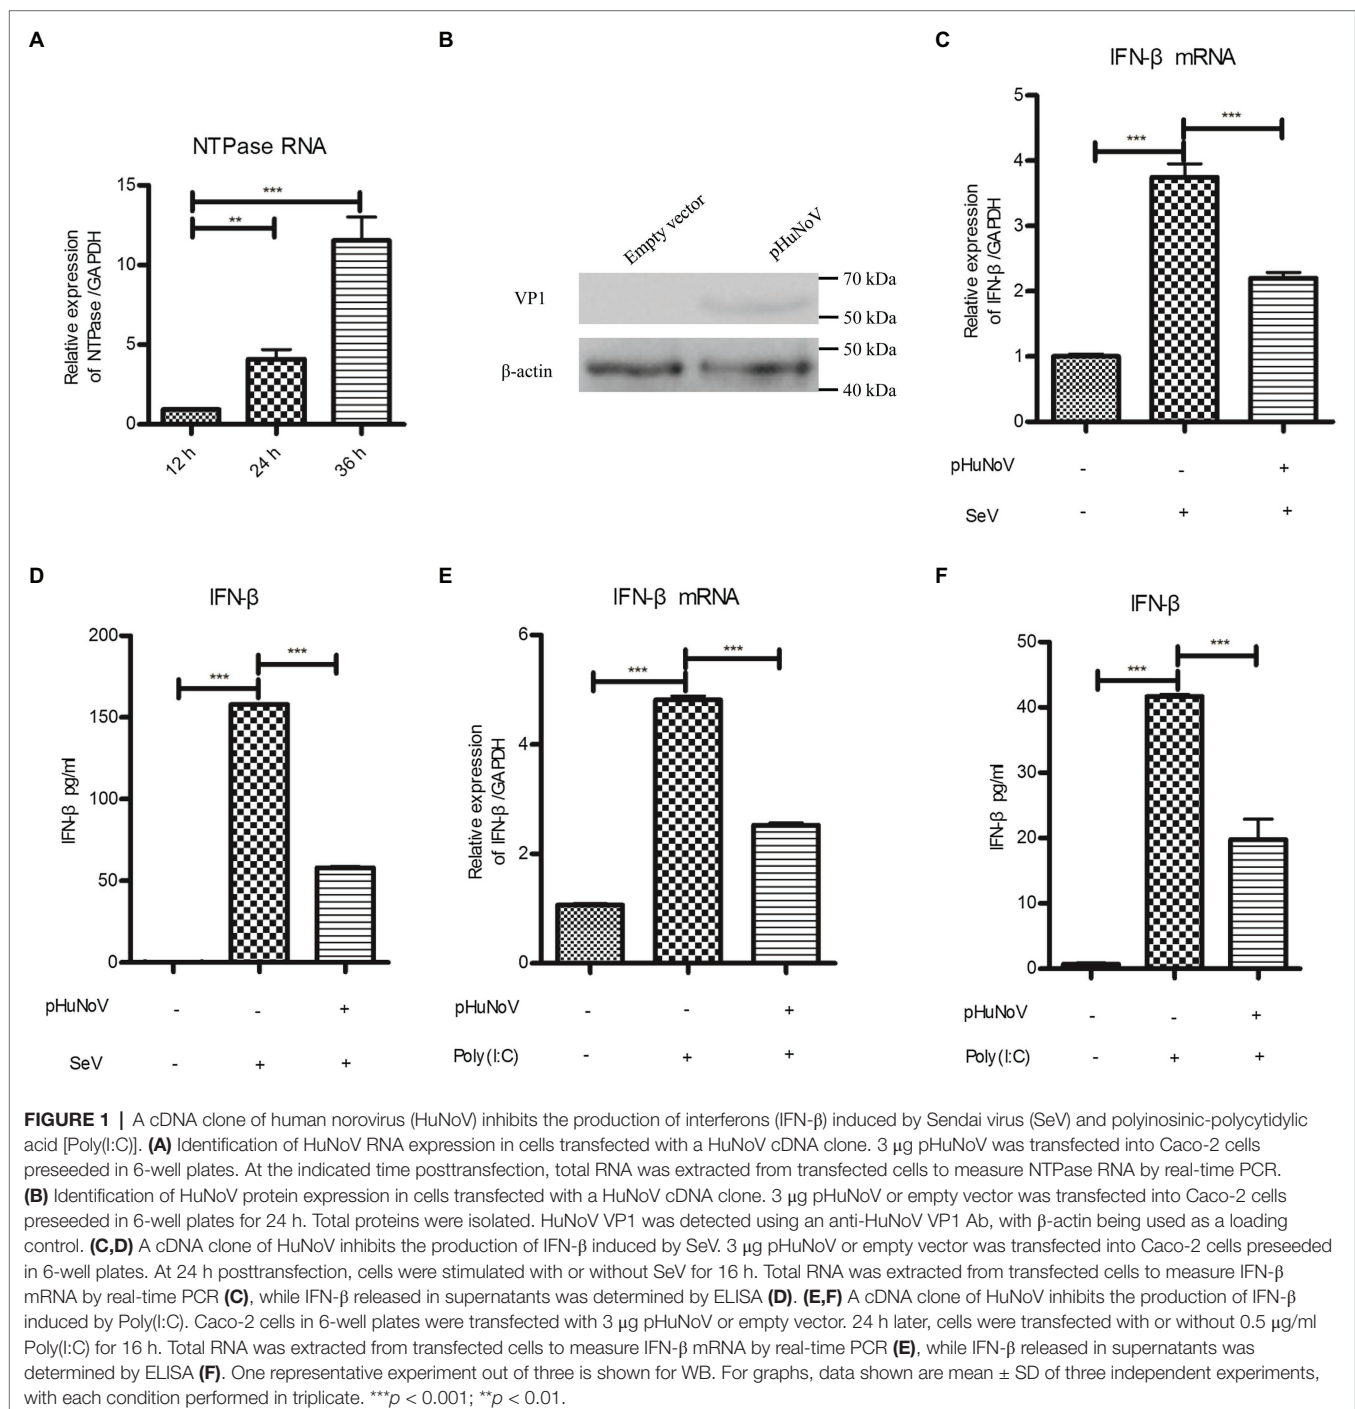 A
NTPase RNA
Relative expression
of NTPase /GAPDH
15
10
5
0
***
**
12 h
24 h
36 h
B
Empty vector
pHuNoV
VP1
70 kDa
50 kDa
β-actin
50 kDa
40 kDa
C
IFN-β mRNA
Relative expression
of IFN-β /GAPDH
5
4
3
2
1
0
***
***
pHuNoV - - +
SeV - + +
D
IFN-β
IFN-β pg/ml
200
150
100
50
0
***
***
pHuNoV - - +
SeV - + +
E
IFN-β mRNA
Relative expression
of IFN-β /GAPDH
6
4
2
0
***
***
pHuNoV - - +
Poly(I:C) - + +
F
IFN-β
IFN-β pg/ml
50
40
30
20
10
0
***
***
pHuNoV - - +
Poly(I:C) - + +
FIGURE 1 | A cDNA clone of human norovirus (HuNoV) inhibits the production of interferons (IFN-β) induced by Sendai virus (SeV) and polyinosinic-polycytidylic
acid [Poly(I:C)]. (A) Identification of HuNoV RNA expression in cells transfected with a HuNoV cDNA clone. 3 μg pHuNoV was transfected into Caco-2 cells
preseeded in 6-well plates. At the indicated time posttransfection, total RNA was extracted from transfected cells to measure NTPase RNA by real-time PCR.
(B) Identification of HuNoV protein expression in cells transfected with a HuNoV cDNA clone. 3 μg pHuNoV or empty vector was transfected into Caco-2 cells
preseeded in 6-well plates for 24 h. Total proteins were isolated. HuNoV VP1 was detected using an anti-HuNoV VP1 Ab, with β-actin being used as a loading
control. (C,D) A cDNA clone of HuNoV inhibits the production of IFN-β induced by SeV. 3 μg pHuNoV or empty vector was transfected into Caco-2 cells preseeded
in 6-well plates. At 24 h posttransfection, cells were stimulated with or without SeV for 16 h. Total RNA was extracted from transfected cells to measure IFN-β
mRNA by real-time PCR (C), while IFN-β released in supernatants was determined by ELISA (D). (E,F) A cDNA clone of HuNoV inhibits the production of IFN-β
induced by Poly(I:C). Caco-2 cells in 6-well plates were transfected with 3 μg pHuNoV or empty vector. 24 h later, cells were transfected with or without 0.5 μg/ml
Poly(I:C) for 16 h. Total RNA was extracted from transfected cells to measure IFN-β mRNA by real-time PCR (E), while IFN-β released in supernatants was
determined by ELISA (F). One representative experiment out of three is shown for WB. For graphs, data shown are mean ± SD of three independent experiments,
with each condition performed in triplicate. ***p < 0.001; **p < 0.01.